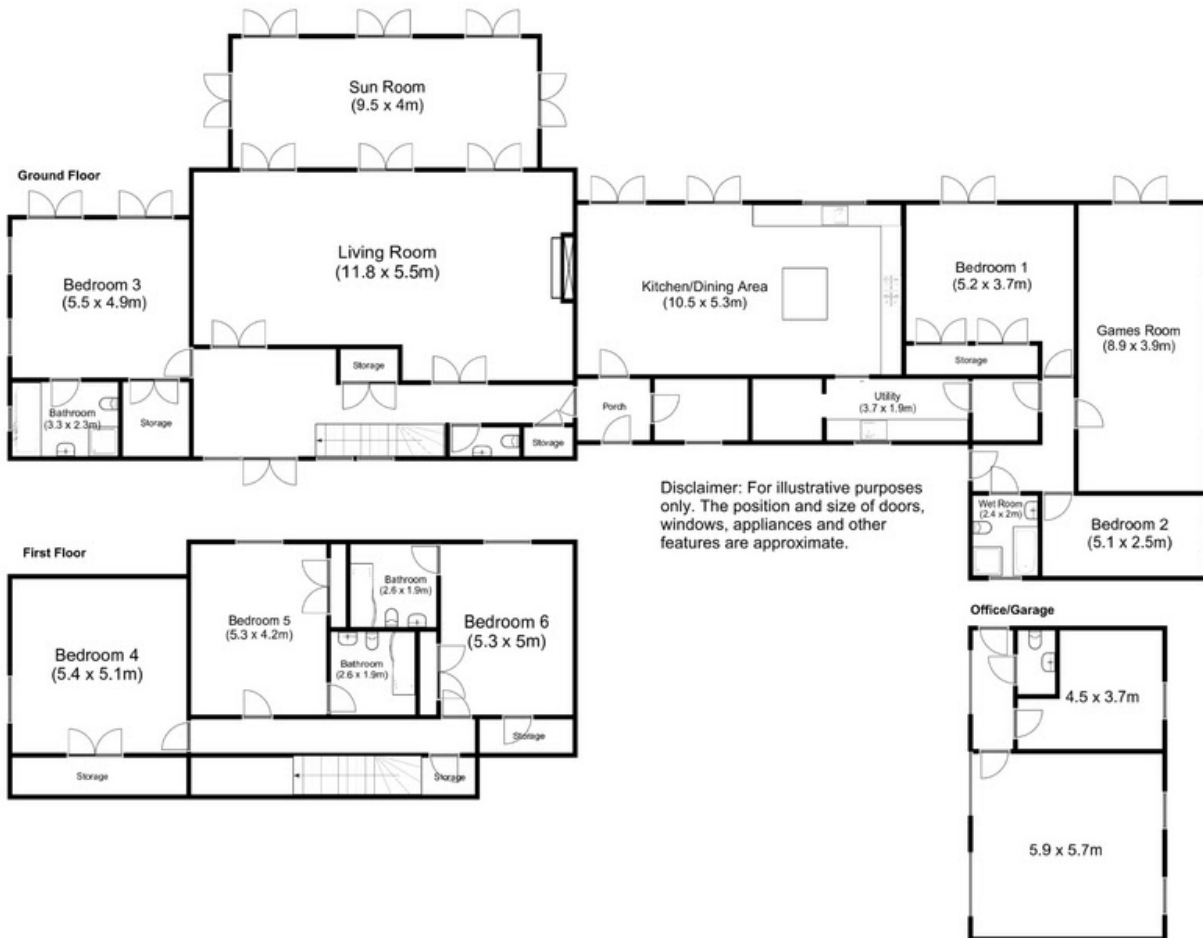 Sun Room
(9.5 x 4m)
Ground Floor
Living Room
(11.8 x 5.5m)
Bedroom 3
(5.5 x 4.9m)
Kitchen/Dining Area
(10.5 x 5.3m)
Bedroom 1
(5.2 x 3.7m)
Games Room
(8.9 x 3.9m)
Storage
Storage
Bathroom
(3.3 x 2.3m)
Storage
Porch
Utility
(3.7 x 1.9m)
Storage
Wet Room
(2.4 x 2m)
Bedroom 2
(5.1 x 2.5m)
Disclaimer: For illustrative purposes
only. The position and size of doors,
windows, appliances and other
features are approximate.
First Floor
Bedroom 4
(5.4 x 5.1m)
Bedroom 5
(5.3 x 4.2m)
Bathroom
(2.6 x 1.9m)
Bedroom 6
(5.3 x 5m)
Bathroom
(2.6 x 1.9m)
Storage
Storage
Storage
Office/Garage
4.5 x 3.7m
5.9 x 5.7m